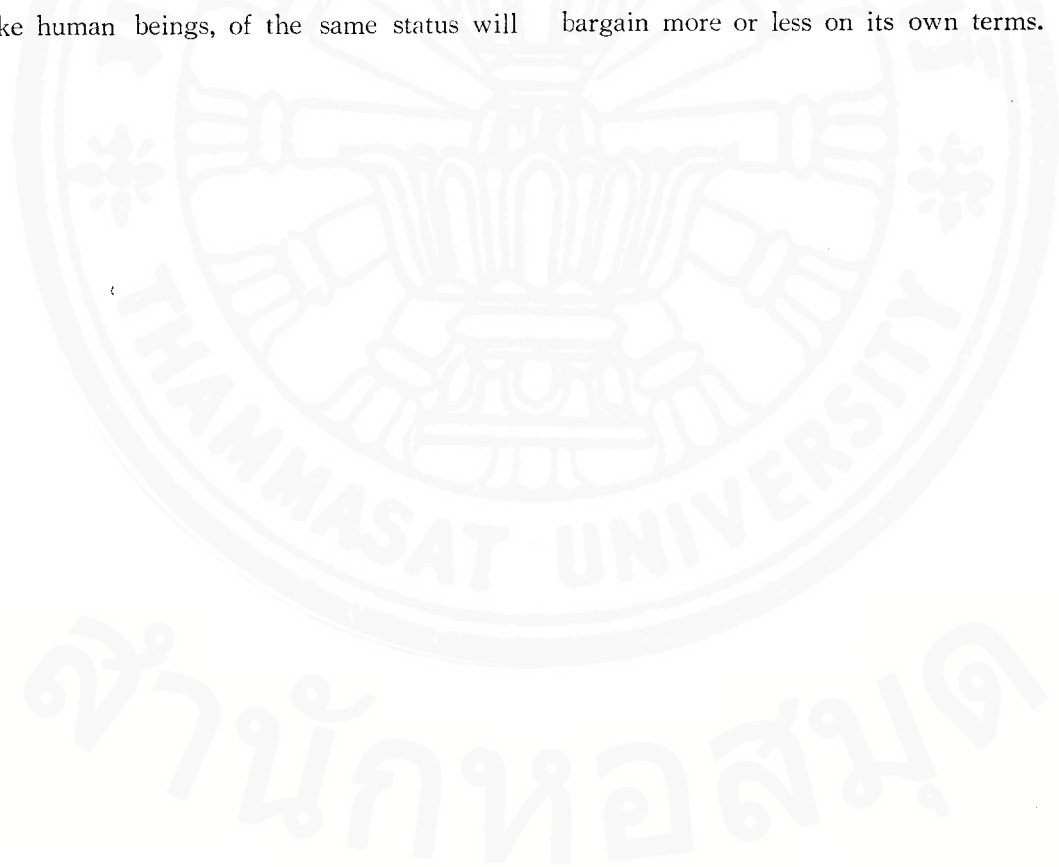 ke human beings, of the same status will
bargain more or less on its own terms.
THAMMASAT UNIVERSITY
สำนักหอสมุด